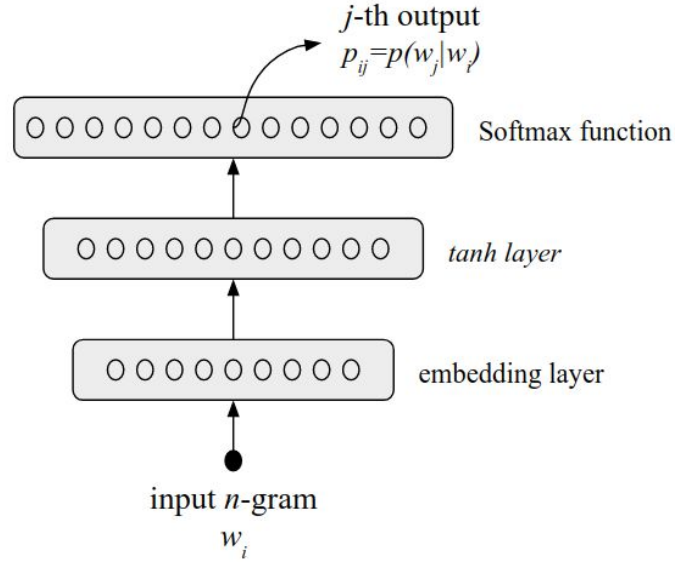 j-th output
p_ij=p(w_j|w_i)
Softmax function
tanh layer
embedding layer
input n-gram
w_i